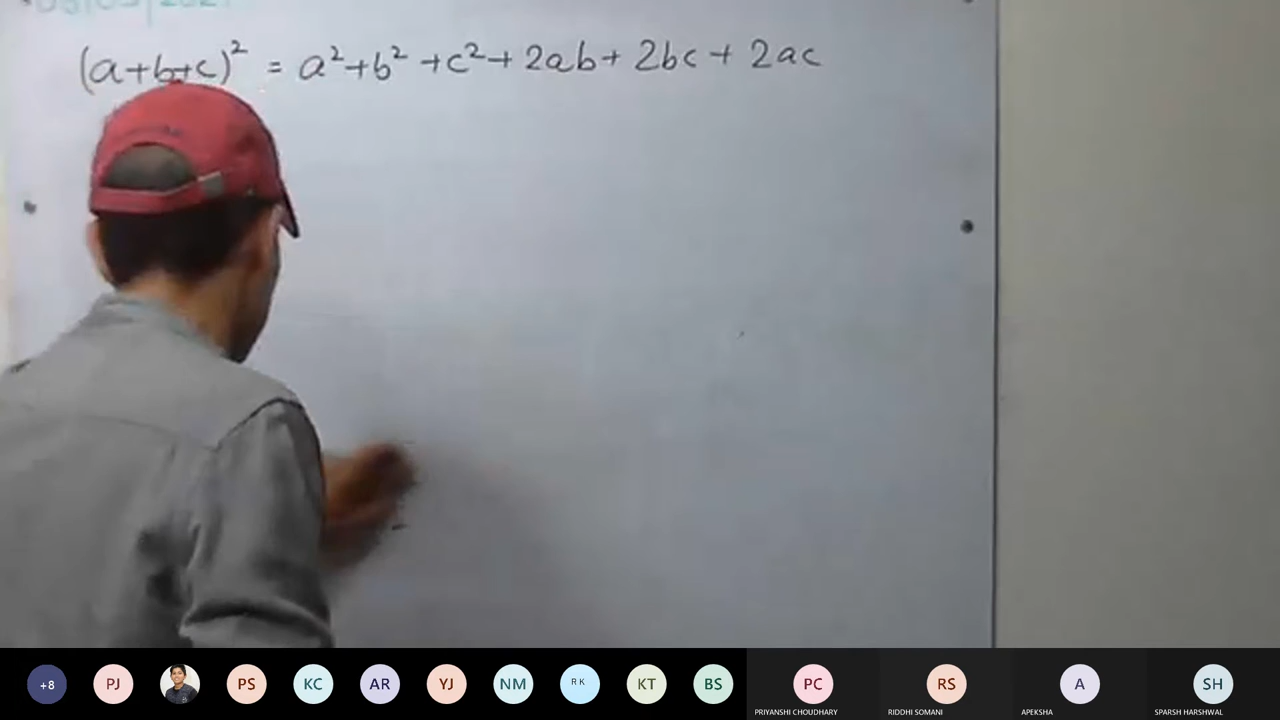 (a+b+c)² = a²+b²+c²+2ab+2bc+2ac
+8 PJ PS KC AR YJ NM RK KT BS PC RS A SH
PRIYANSHI CHOUDHARY RIDDHI SOMANI APEKSHA SPARSH HARSHWAL